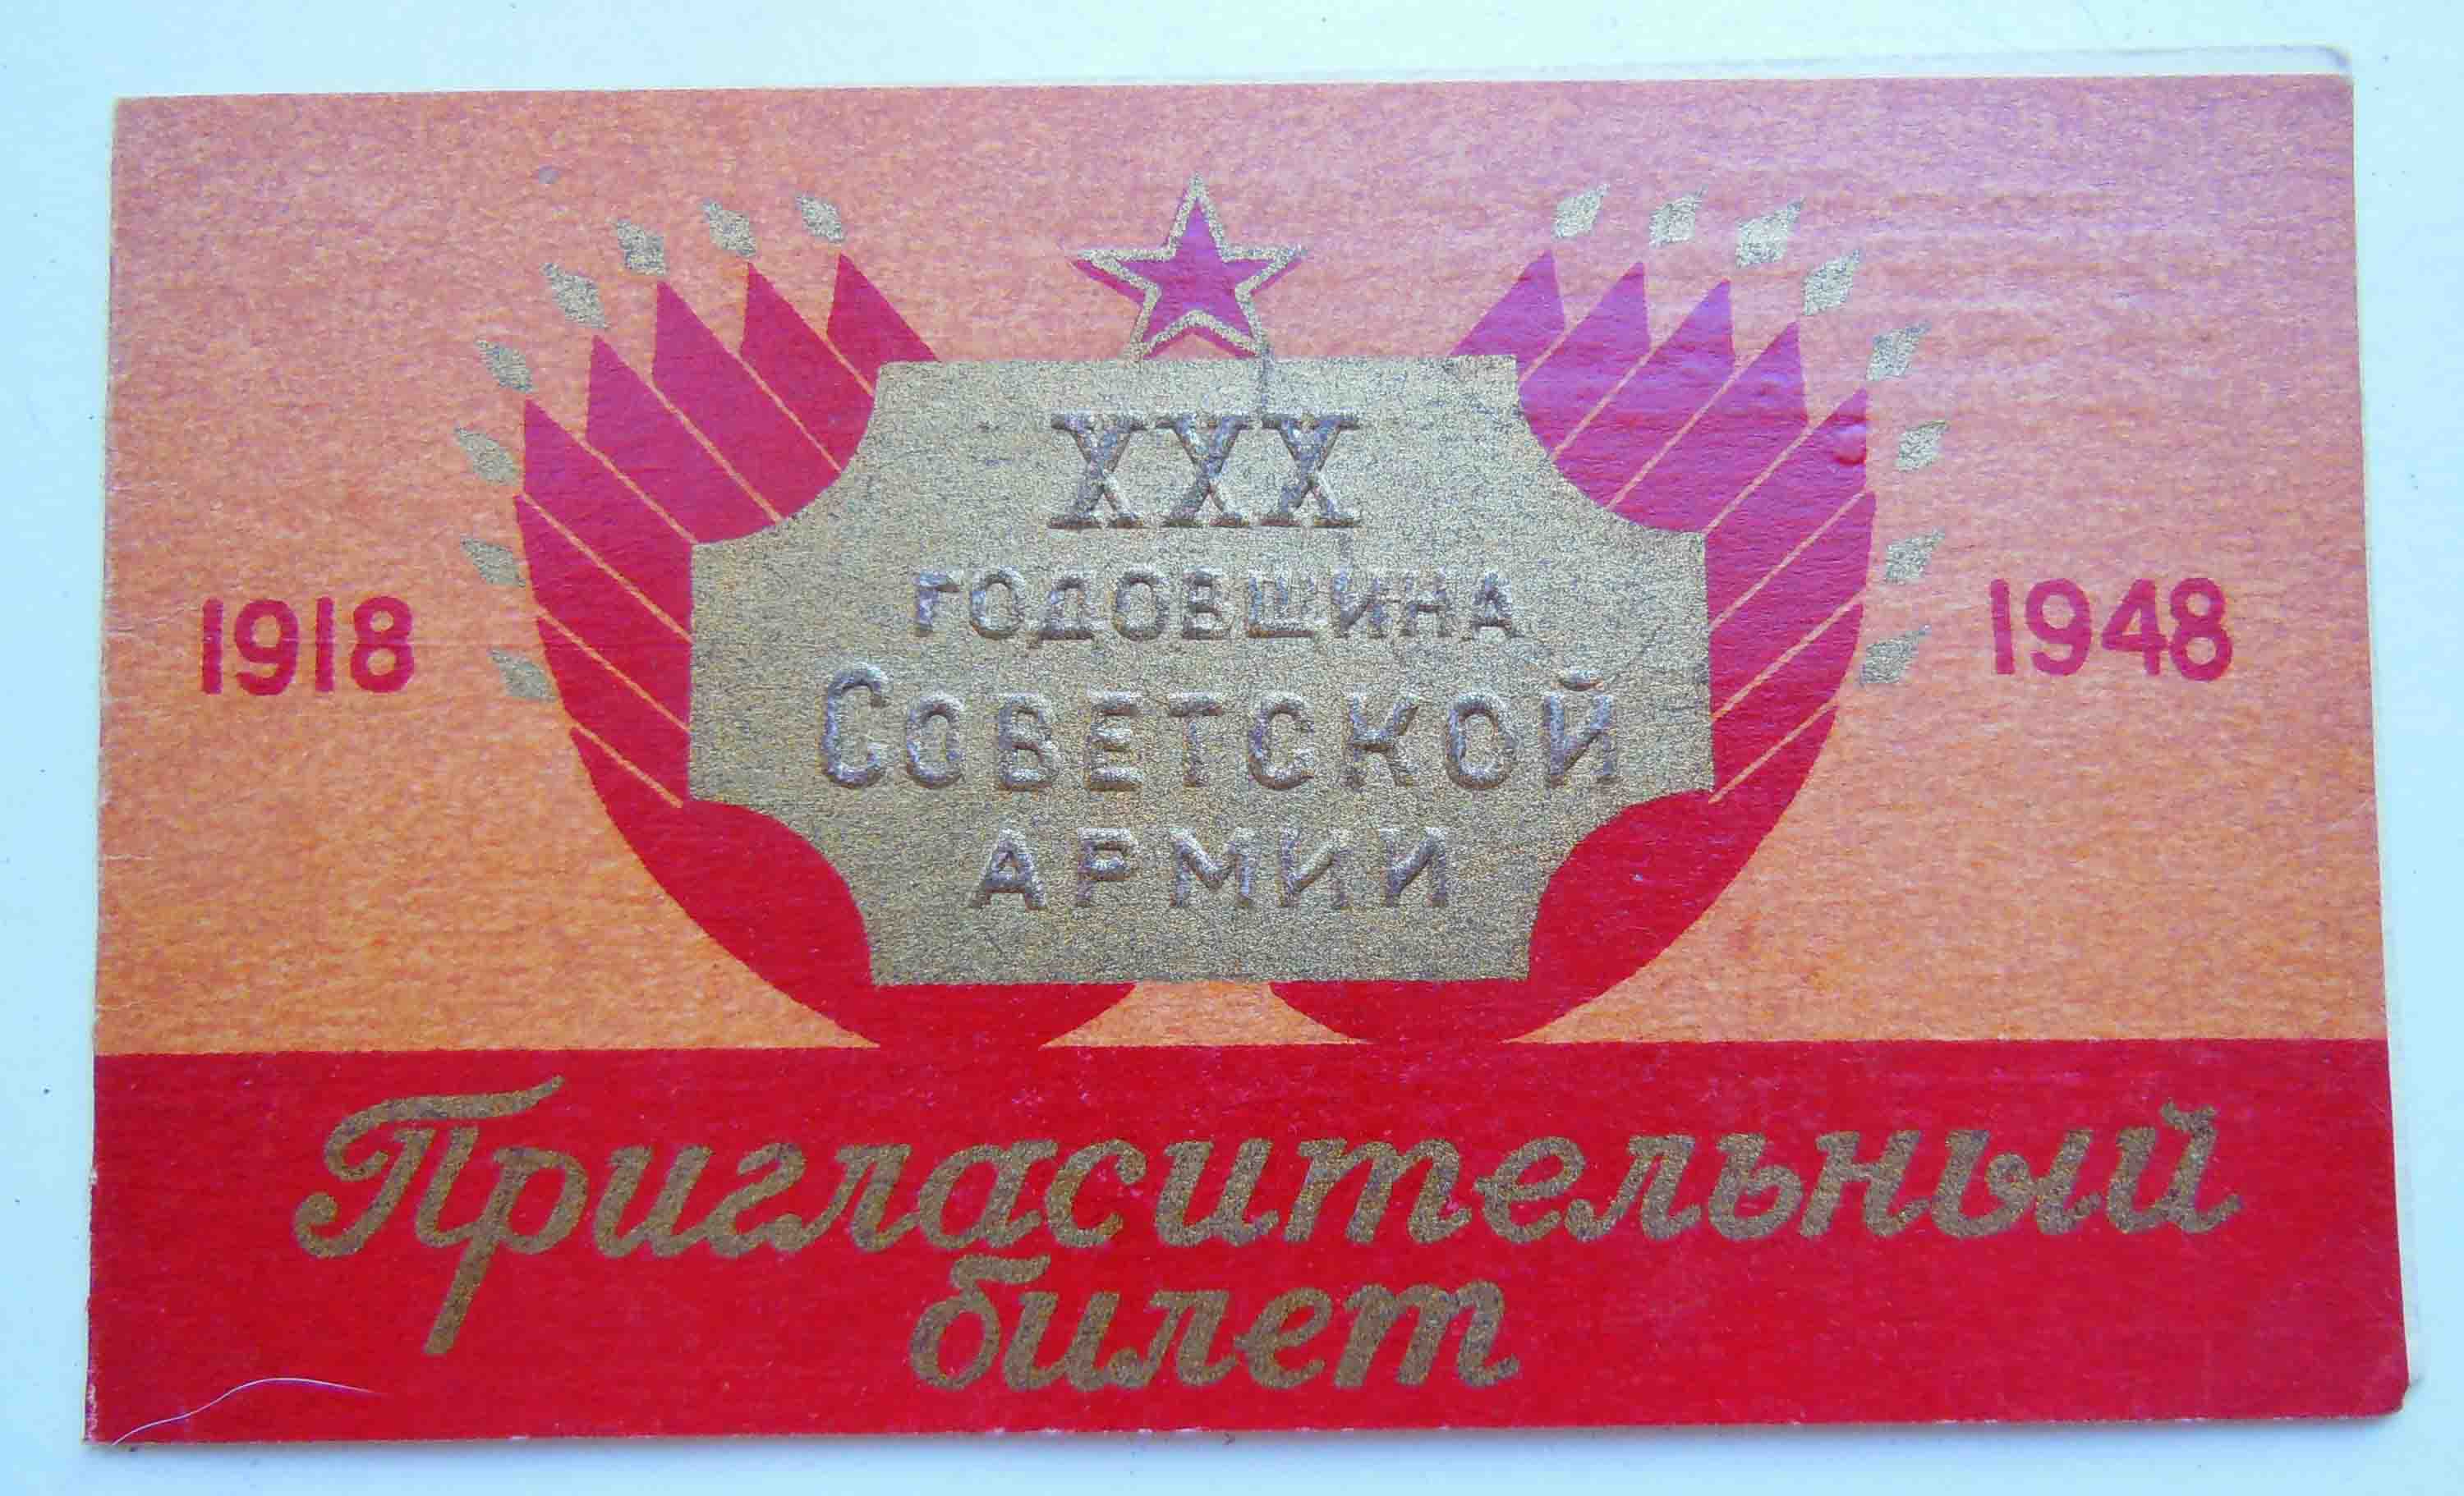 XXX
ГОДОВЩИНА
1918
1948
СОВЕТСКОЙ
АРМИИ
Пригласительный
билет